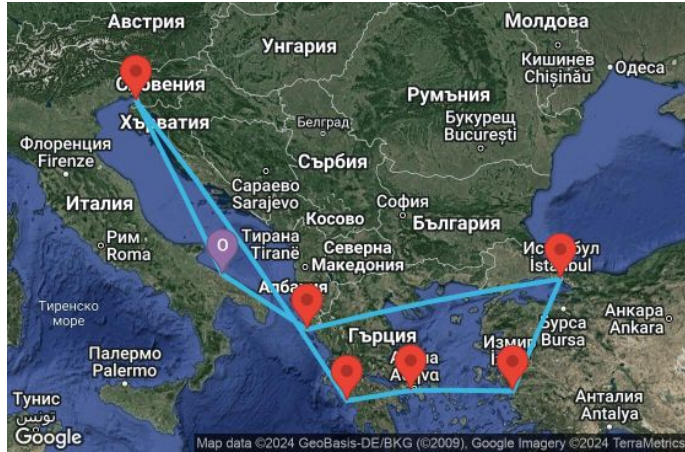 Австрия
Унгария
Молдова
Кишинев
Chișinău
Одеса
Словения
Хърватия
Румъния
Флоренция
Firenze
Белград
Букурещ
București
Сърбия
Сараево
Sarajevo
Италия
Косово
София
България
O
Рим
Roma
Тирана
Tiranë
Северна
Македония
Истанбул
İstanbul
Албания
Тиренско
море
Гърция
Бурса
Bursa
Анкара
Ankara
Палермо
Palermo
Измир
Тунис
تونس
Анталия
Antalya
Google
Map data ©2024 GeoBasis-DE/BKG (©2009), Google Imagery ©2024 TerraMetrics